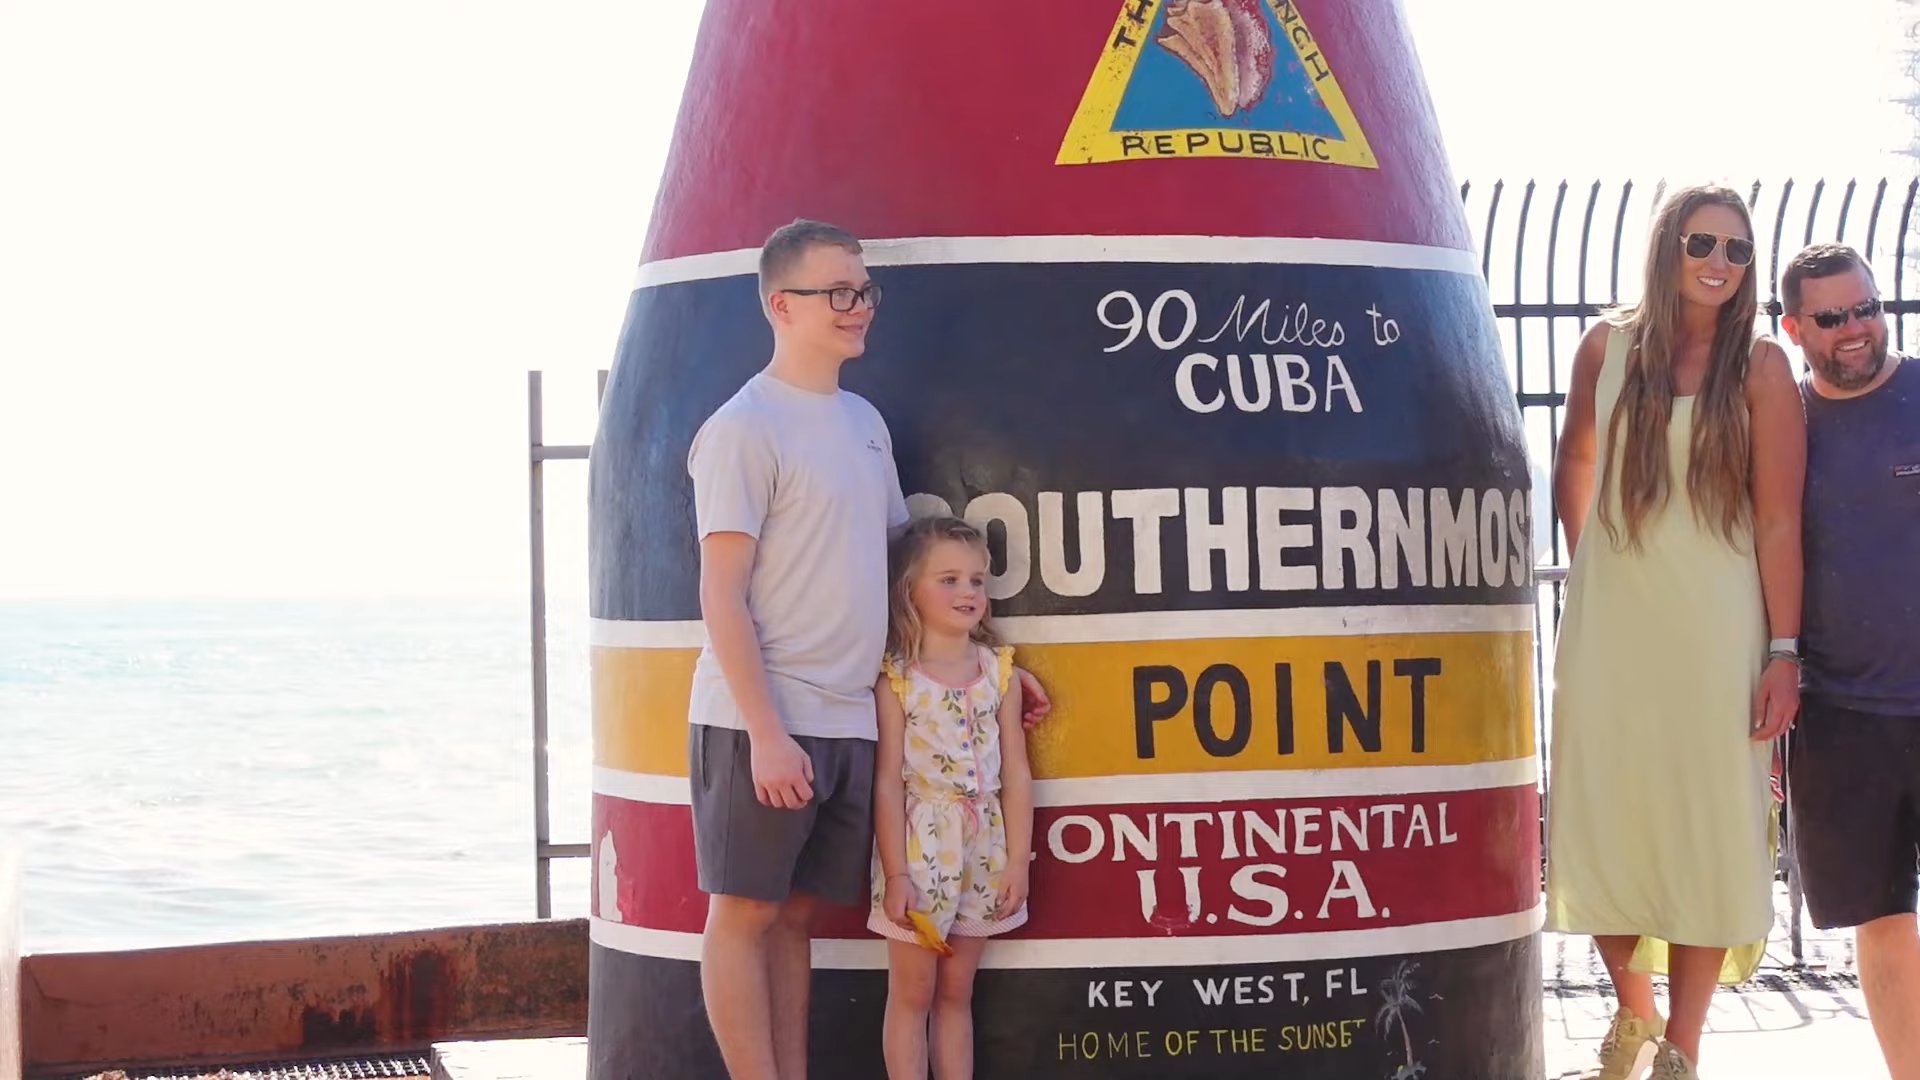 REPUBLIC
90 Miles to
CUBA
OUTHERNMOS
POINT
ONTINENTAL
U.S.A.
KEY WEST, FL
HOME OF THE SUNSET